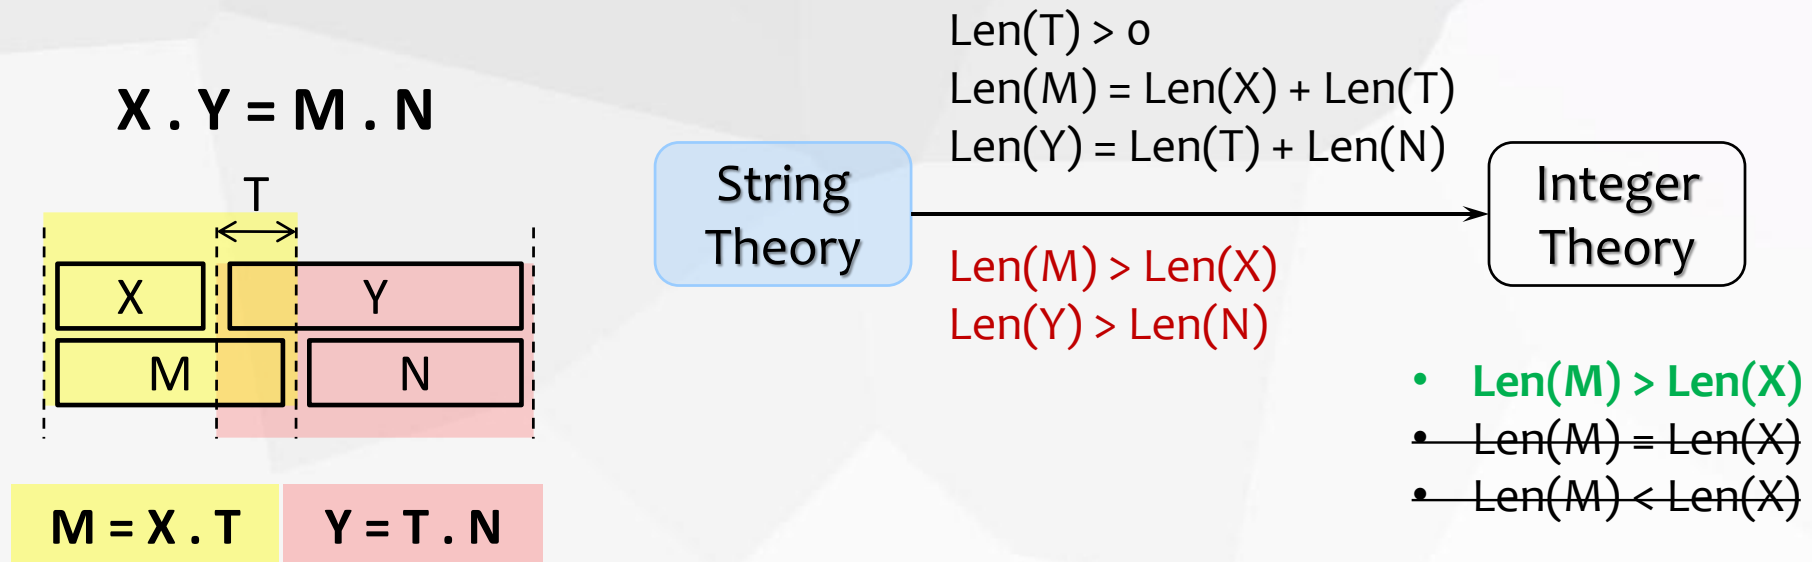 X . Y = M . N
T
X
Y
M
N
M = X . T
Y = T . N
String
Theory
Len(T) > 0
Len(M) = Len(X) + Len(T)
Len(Y) = Len(T) + Len(N)
Len(M) > Len(X)
Len(Y) > Len(N)
Integer
Theory
• Len(M) > Len(X)
• Len(M) = Len(X)
• Len(M) < Len(X)